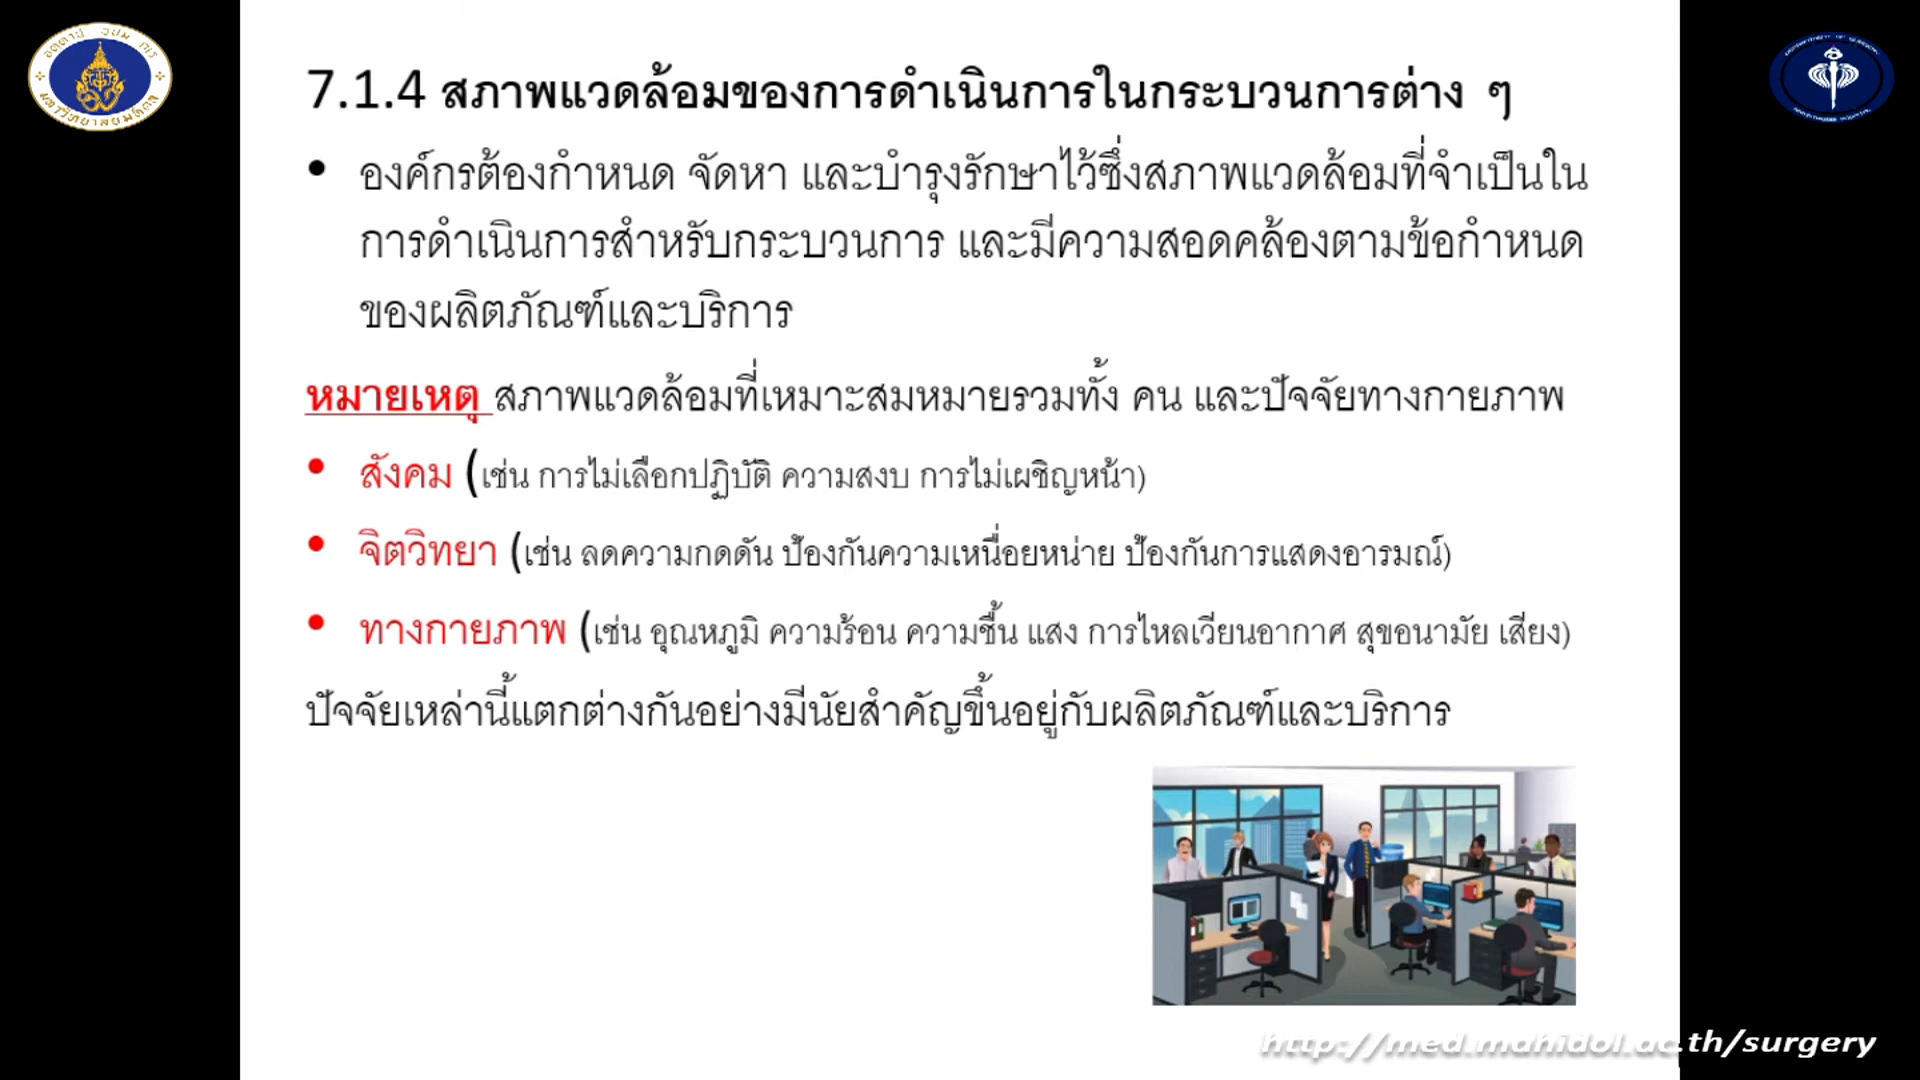 7.1.4 สภาพแวดล้อมของการดำเนินการในกระบวนการต่าง ๆ
• องค์กรต้องกำหนด จัดหา และบำรุงรักษาไว้ซึ่งสภาพแวดล้อมที่จำเป็นใน
การดำเนินการสำหรับกระบวนการ และมีความสอดคล้องตามข้อกำหนด
ของผลิตภัณฑ์และบริการ
หมายเหตุ สภาพแวดล้อมที่เหมาะสมหมายรวมทั้ง คน และปัจจัยทางกายภาพ
• สังคม (เช่น การไม่เลือกปฏิบัติ ความสงบ การไม่เผชิญหน้า)
• จิตวิทยา (เช่น ลดความกดดัน ป้องกันความเหนื่อยหน่าย ป้องกันการแสดงอารมณ์)
• ทางกายภาพ (เช่น อุณหภูมิ ความร้อน ความชื้น แสง การไหลเวียนอากาศ สุขอนามัย เสียง)
ปัจจัยเหล่านี้แตกต่างกันอย่างมีนัยสำคัญขึ้นอยู่กับผลิตภัณฑ์และบริการ
http://med.mahidol.ac.th/surgery